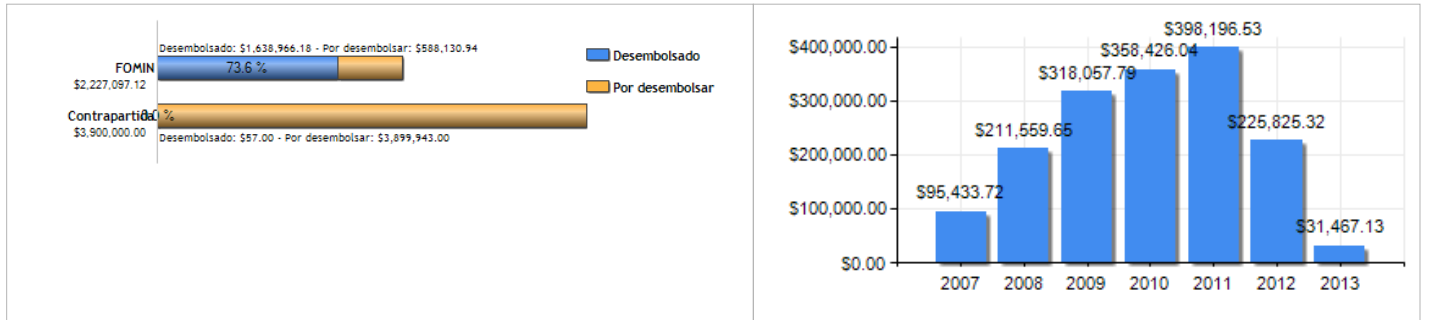 Desembolsado: $1,638,966.18 - Por desembolsar: $588,130.94
FOMIN
73.6 %
$2,227,097.12
Contrapartida
0.0 %
$3,900,000.00
Desembolsado: $57.00 - Por desembolsar: $3,899,943.00
Desembolsado
Por desembolsar
$400,000.00
$300,000.00
$200,000.00
$100,000.00
$0.00
$95,433.72
$211,559.65
$318,057.79
$358,426.04
$398,196.53
$225,825.32
$31,467.13
2007 2008 2009 2010 2011 2012 2013